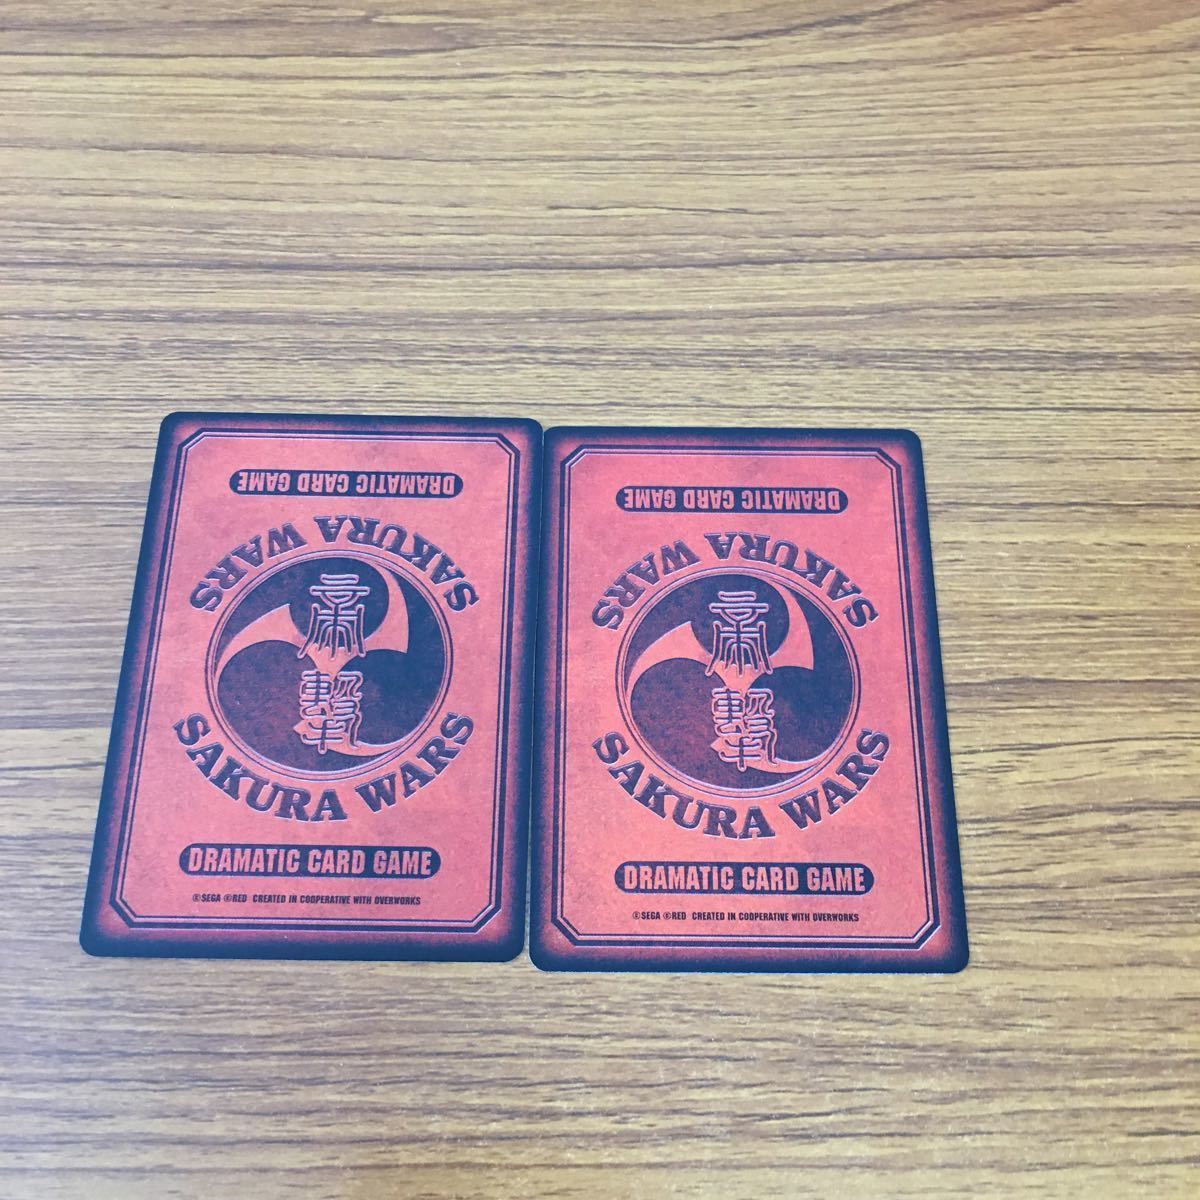 DRAMATIC CARD GAME
SAKURA WARS
帝
撃
SAKURA WARS
DRAMATIC CARD GAME
©SEGA ©RED CREATED IN COOPERATIVE WITH OVERWORKS
DRAMATIC CARD GAME
SAKURA WARS
帝
撃
SAKURA WARS
DRAMATIC CARD GAME
©SEGA ©RED CREATED IN COOPERATIVE WITH OVERWORKS